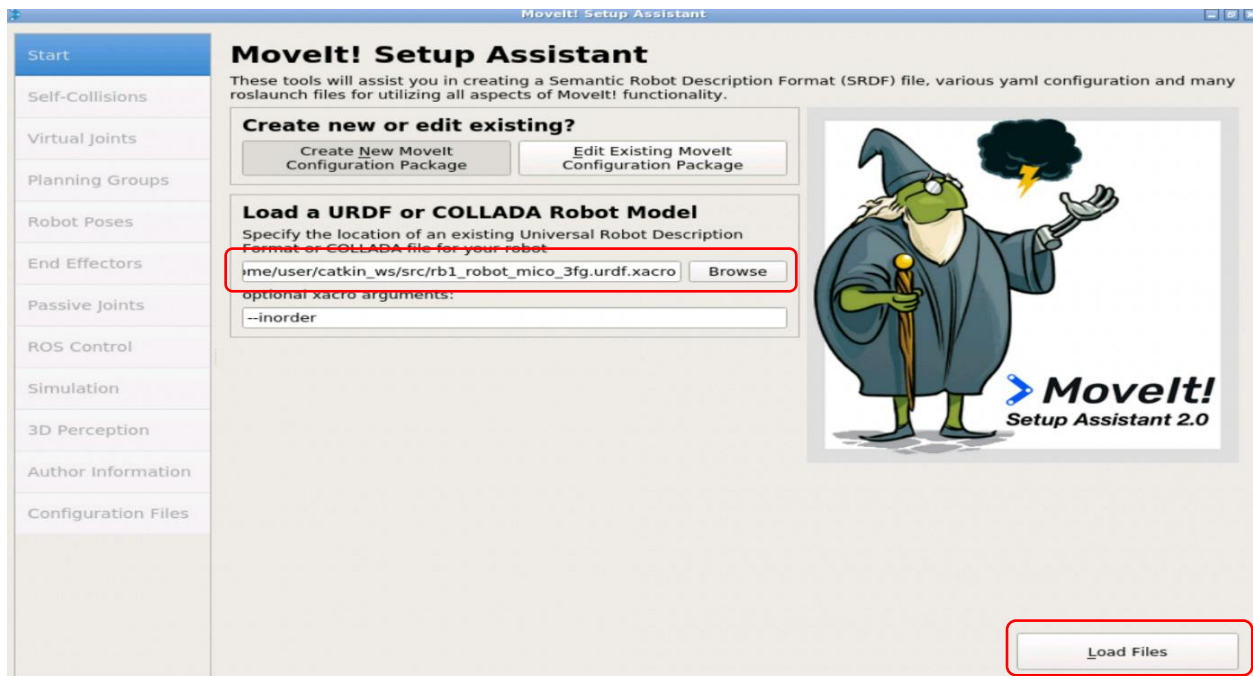 MoveIt! Setup Assistant
Start
Self-Collisions
Virtual Joints
Planning Groups
Robot Poses
End Effectors
Passive Joints
ROS Control
Simulation
3D Perception
Author Information
Configuration Files
MoveIt! Setup Assistant
These tools will assist you in creating a Semantic Robot Description Format (SRDF) file, various yaml configuration and many
roslaunch files for utilizing all aspects of MoveIt! functionality.
Create new or edit existing?
Create New MoveIt
Configuration Package
Edit Existing MoveIt
Configuration Package
Load a URDF or COLLADA Robot Model
Specify the location of an existing Universal Robot Description
Format or COLLADA file for your robot
ome/user/catkin_ws/src/rb1_robot_mico_3fg.urdf.xacro
Browse
optional xacro arguments:
--inorder
MoveIt!
Setup Assistant 2.0
Load Files